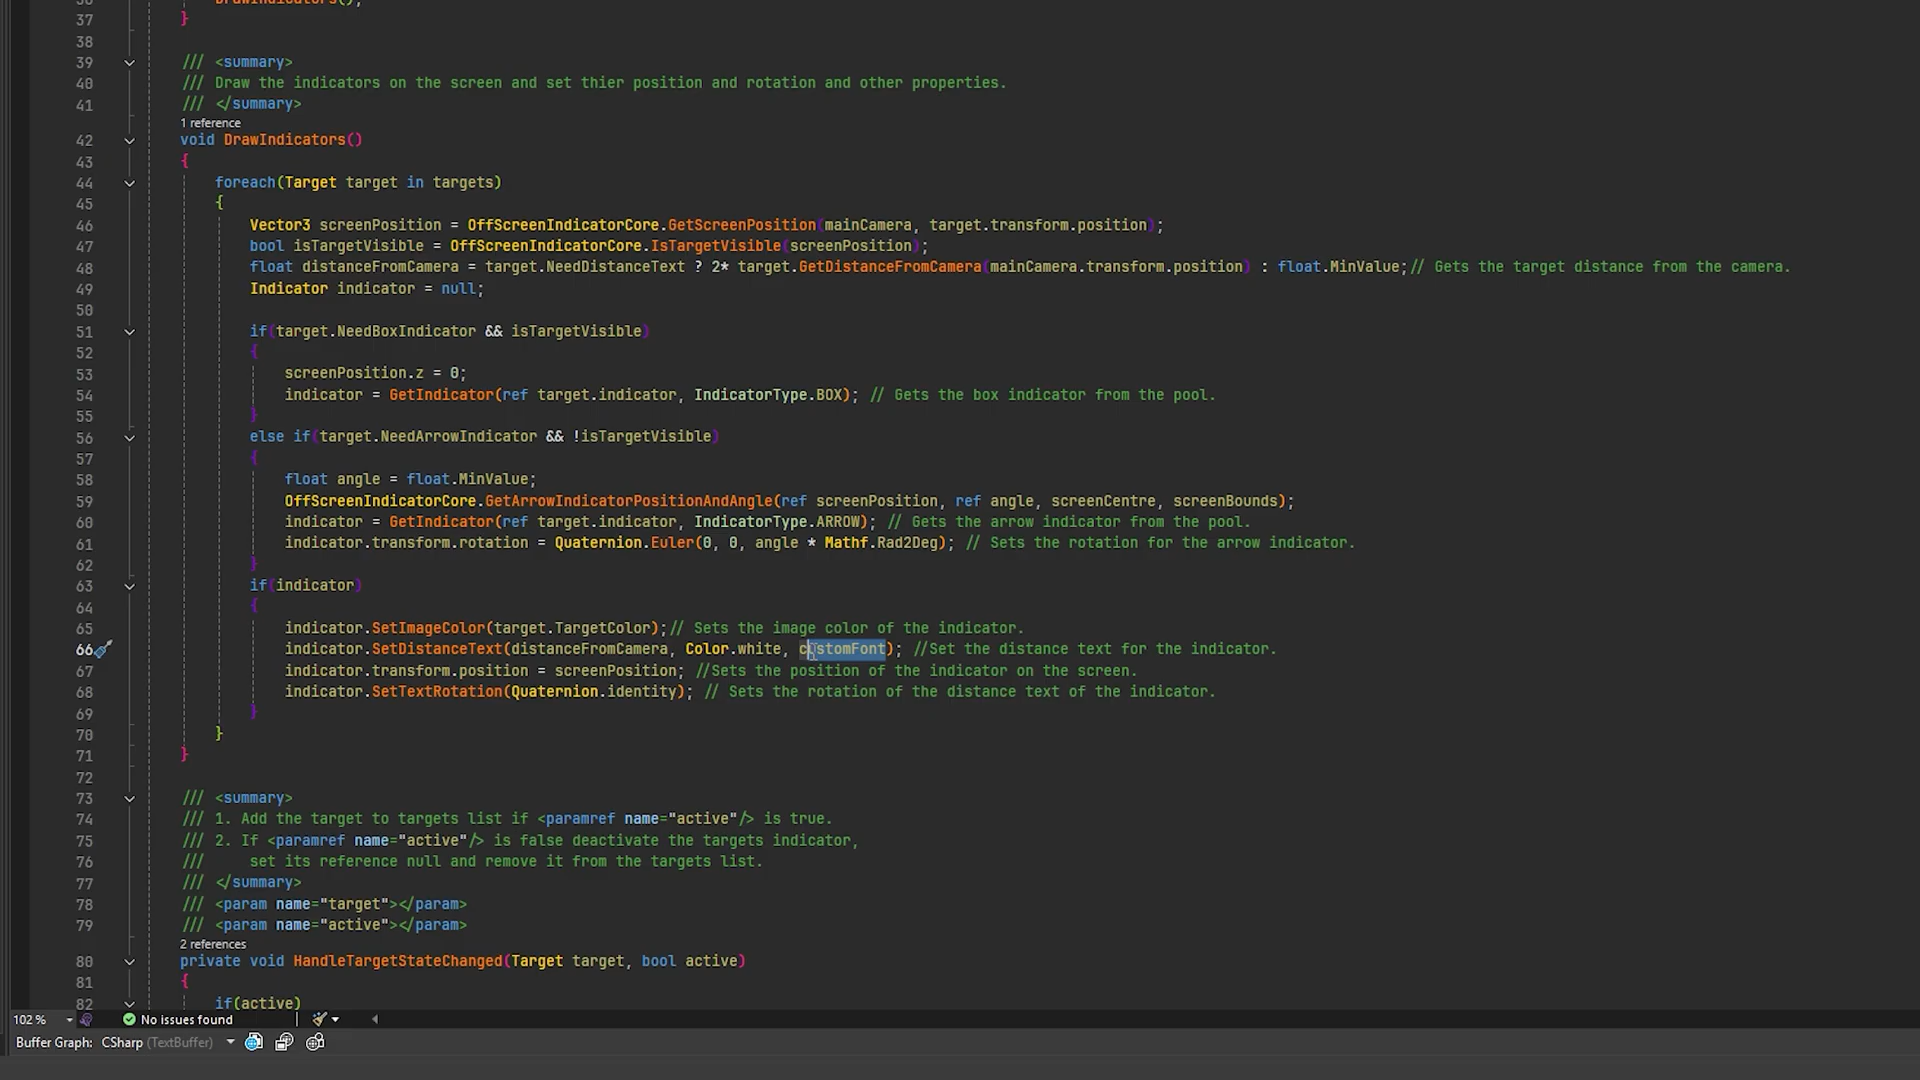 37 }
38
39 /// <summary>
40 /// Draw the indicators on the screen and set thier position and rotation and other properties.
41 /// </summary>
1 reference
42 void DrawIndicators()
43 {
44 foreach(Target target in targets)
45 {
46 Vector3 screenPosition = OffScreenIndicatorCore.GetScreenPosition(mainCamera, target.transform.position);
47 bool isTargetVisible = OffScreenIndicatorCore.IsTargetVisible(screenPosition);
48 float distanceFromCamera = target.NeedDistanceText ? 2* target.GetDistanceFromCamera(mainCamera.transform.position) : float.MinValue;// Gets the target distance from the camera.
49 Indicator indicator = null;
50
51 if(target.NeedBoxIndicator && isTargetVisible)
52 {
53 screenPosition.z = 0;
54 indicator = GetIndicator(ref target.indicator, IndicatorType.BOX); // Gets the box indicator from the pool.
55 }
56 else if(target.NeedArrowIndicator && !isTargetVisible)
57 {
58 float angle = float.MinValue;
59 OffScreenIndicatorCore.GetArrowIndicatorPositionAndAngle(ref screenPosition, ref angle, screenCentre, screenBounds);
60 indicator = GetIndicator(ref target.indicator, IndicatorType.ARROW); // Gets the arrow indicator from the pool.
61 indicator.transform.rotation = Quaternion.Euler(0, 0, angle * Mathf.Rad2Deg); // Sets the rotation for the arrow indicator.
62 }
63 if(indicator)
64 {
65 indicator.SetImageColor(target.TargetColor);// Sets the image color of the indicator.
66 indicator.SetDistanceText(distanceFromCamera, Color.white, customFont); //Set the distance text for the indicator.
67 indicator.transform.position = screenPosition; //Sets the position of the indicator on the screen.
68 indicator.SetTextRotation(Quaternion.identity); // Sets the rotation of the distance text of the indicator.
69 }
70 }
71 }
72
73 /// <summary>
74 /// 1. Add the target to targets list if <paramref name="active"/> is true.
75 /// 2. If <paramref name="active"/> is false deactivate the targets indicator,
76 /// set its reference null and remove it from the targets list.
77 /// </summary>
78 /// <param name="target"></param>
79 /// <param name="active"></param>
2 references
80 private void HandleTargetStateChanged(Target target, bool active)
81 {
82 if(active)
102 % No issues found
Buffer Graph: CSharp (TextBuffer)